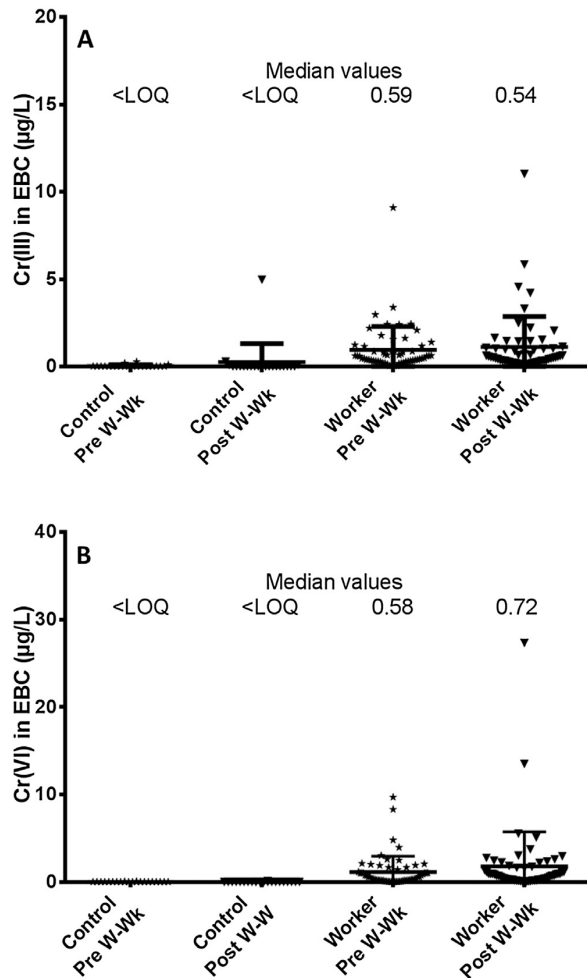 20
A
Median values
<LOQ <LOQ 0.59 0.54
15
10
5
0
Cr(III) in EBC (µg/L)
Control Pre W-Wk
Control Post W-Wk
Worker Pre W-Wk
Worker Post W-Wk
40
B
Median values
<LOQ <LOQ 0.58 0.72
30
20
10
0
Cr(VI) in EBC (µg/L)
Control Pre W-Wk
Control Post W-W
Worker Pre W-Wk
Worker Post W-Wk